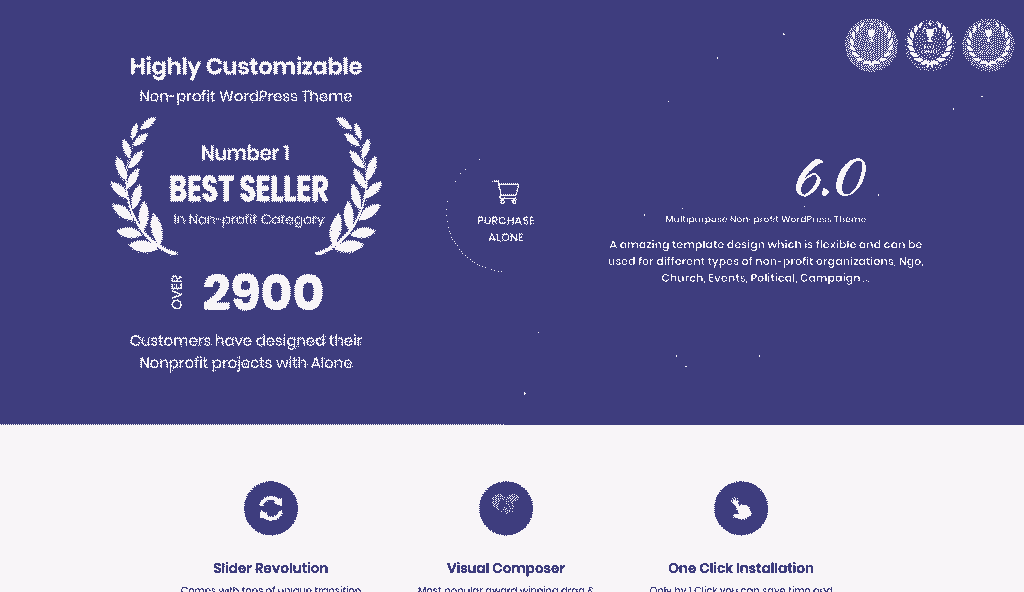 Highly Customizable
Non-profit WordPress Theme
Number 1
BEST SELLER
In Non-profit Category
OVER 2900
Customers have designed their
Nonprofit projects with Alone
PURCHASE
ALONE
6.0
Multipurpose Non-profit WordPress Theme
A amazing template design which is flexible and can be
used for different types of non-profit organizations, Ngo,
Church, Events, Political, Campaign ...
Slider Revolution
Comes with tons of unique transition
Visual Composer
Most popular award winning drag &
One Click Installation
Only by 1 Click you can save time and